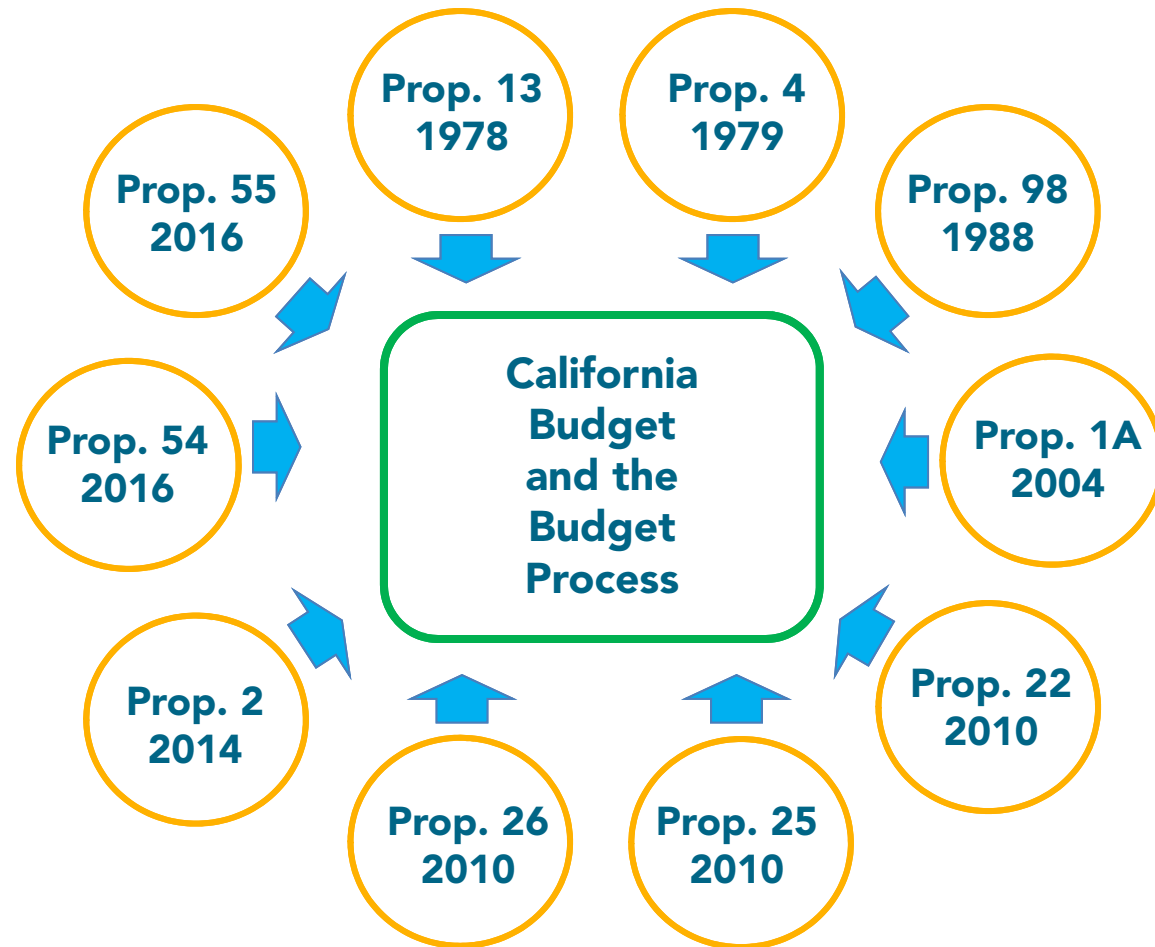 Prop. 13
1978
Prop. 4
1979
Prop. 98
1988
Prop. 1A
2004
Prop. 22
2010
Prop. 25
2010
Prop. 26
2010
Prop. 2
2014
Prop. 54
2016
Prop. 55
2016
California
Budget
and the
Budget
Process